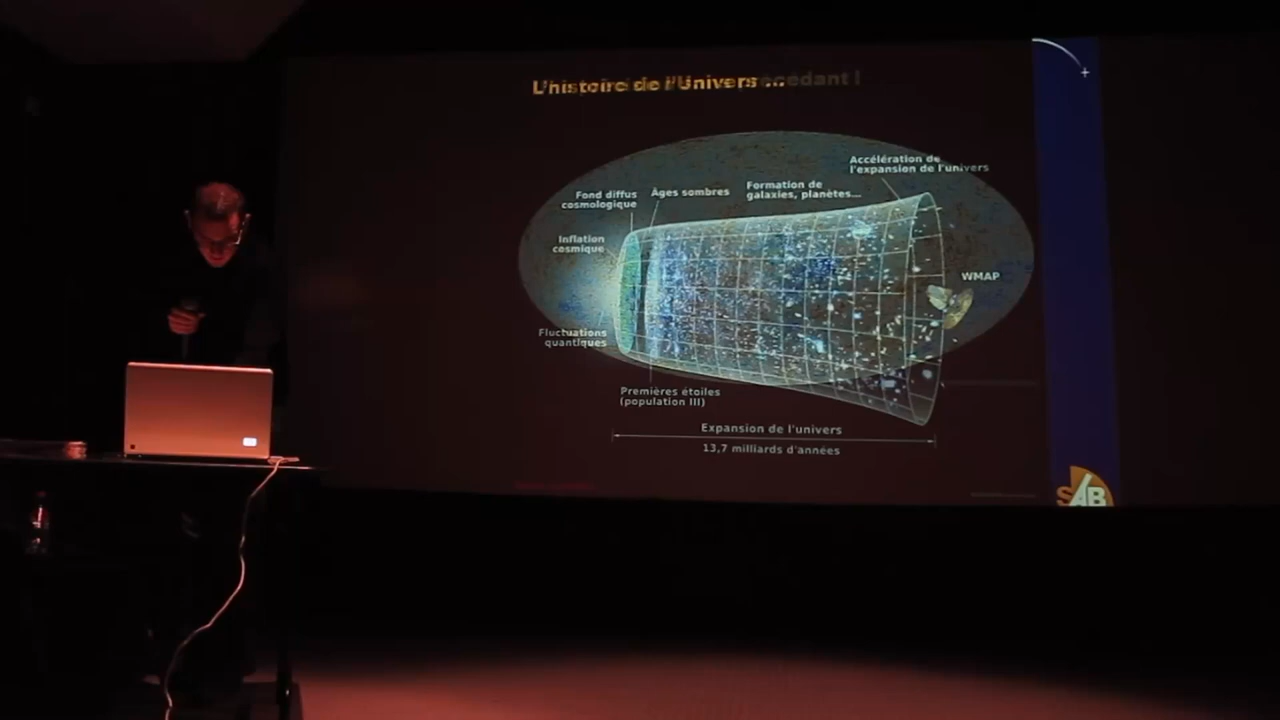 L'histoire de l'Univers ...
Accélération de
l'expansion de l'univers
Formation de
galaxies, planètes...
Âges sombres
Fond diffus
cosmologique
Inflation
cosmique
WMAP
Fluctuations
quantiques
Premières étoiles
(population III)
Expansion de l'univers
13,7 milliards d'années
SAB